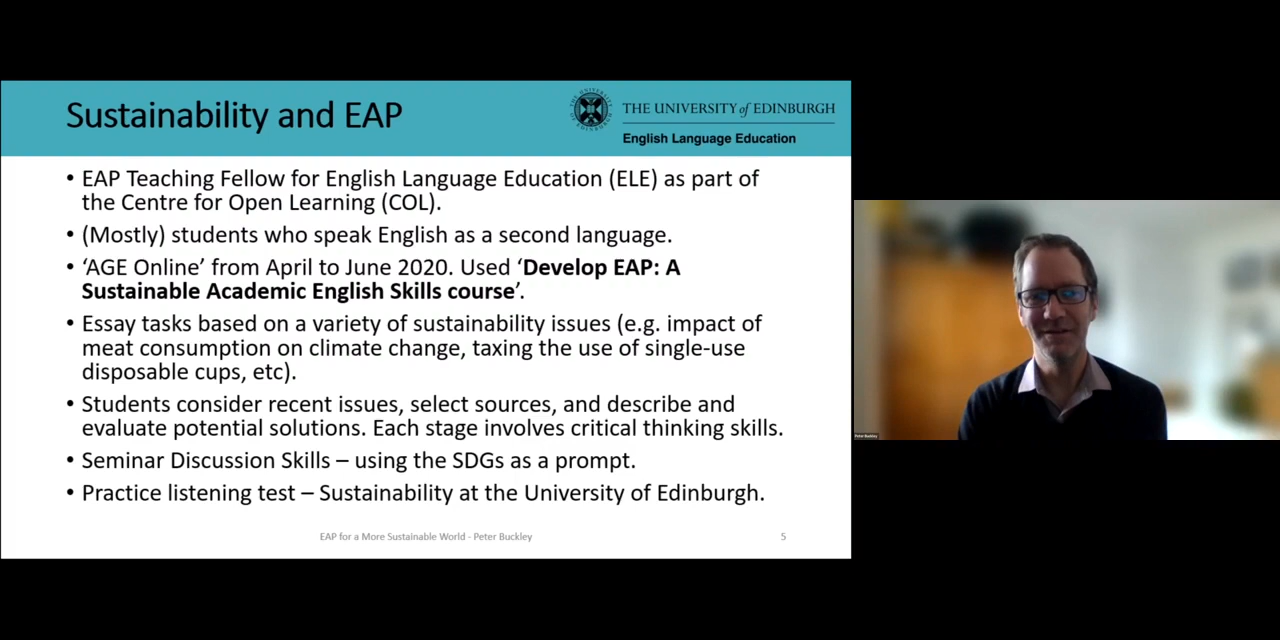 Sustainability and EAP
THE UNIVERSITY of EDINBURGH
English Language Education
• EAP Teaching Fellow for English Language Education (ELE) as part of
the Centre for Open Learning (COL).
• (Mostly) students who speak English as a second language.
• ‘AGE Online’ from April to June 2020. Used ‘Develop EAP: A
Sustainable Academic English Skills course’.
• Essay tasks based on a variety of sustainability issues (e.g. impact of
meat consumption on climate change, taxing the use of single-use
disposable cups, etc).
• Students consider recent issues, select sources, and describe and
evaluate potential solutions. Each stage involves critical thinking skills.
• Seminar Discussion Skills – using the SDGs as a prompt.
• Practice listening test – Sustainability at the University of Edinburgh.
EAP for a More Sustainable World - Peter Buckley
5
Peter Buckley